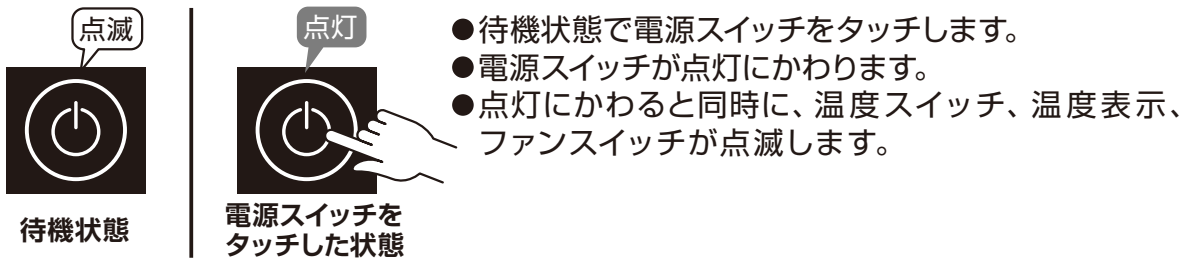 点滅
待機状態
点灯
電源スイッチを
タッチした状態
●待機状態で電源スイッチをタッチします。
●電源スイッチが点灯にかわります。
●点灯にかわると同時に、温度スイッチ、温度表示、
ファンスイッチが点滅します。